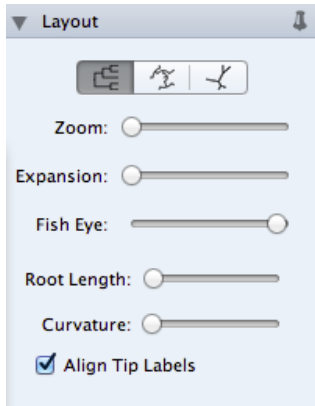 Layout
Zoom:
Expansion:
Fish Eye:
Root Length:
Curvature:
Align Tip Labels